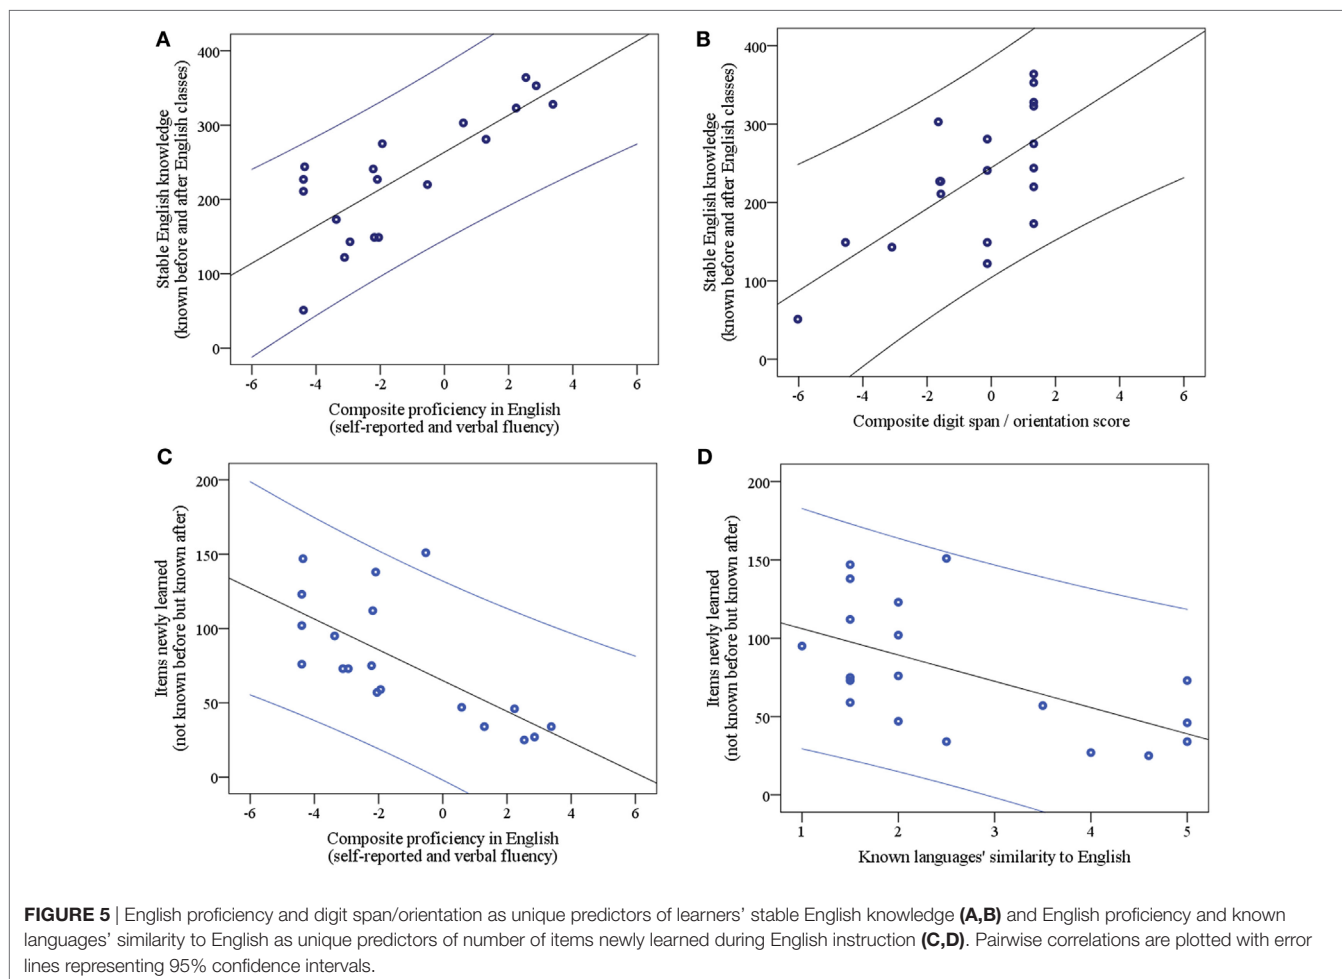 A
400
300
200
100
0
-6 -4 -2 0 2 4 6
Stable English knowledge
(known before and after English classes)
Composite proficiency in English
(self-reported and verbal fluency)
B
400
300
200
100
0
-6 -4 -2 0 2 4 6
Stable English knowledge
(known before and after English classes)
Composite digit span / orientation score
C
200
150
100
50
0
-6 -4 -2 0 2 4 6
Items newly learned
(not known before but known after)
Composite proficiency in English
(self-reported and verbal fluency)
D
200
150
100
50
0
1 2 3 4 5
Items newly learned
(not known before but known after)
Known languages' similarity to English
FIGURE 5 | English proficiency and digit span/orientation as unique predictors of learners’ stable English knowledge (A,B) and English proficiency and known
languages’ similarity to English as unique predictors of number of items newly learned during English instruction (C,D). Pairwise correlations are plotted with error
lines representing 95% confidence intervals.